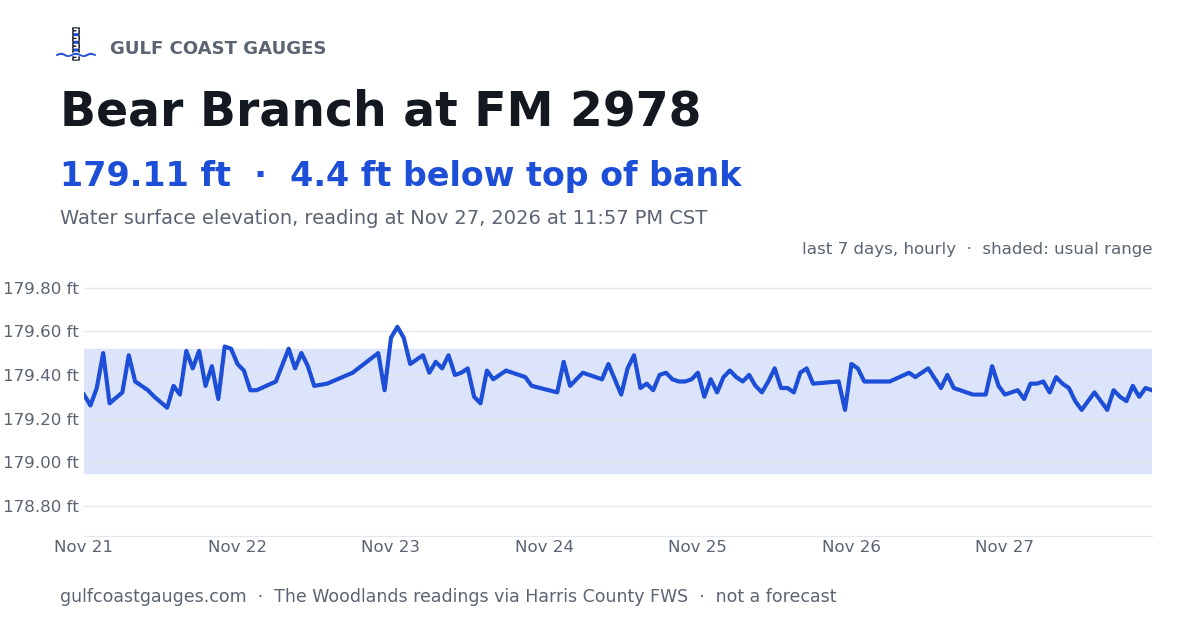 GULF COAST GAUGES
Bear Branch at FM 2978
179.11 ft · 4.4 ft below top of bank
Water surface elevation, reading at Nov 27, 2026 at 11:57 PM CST
last 7 days, hourly · shaded: usual range
179.80 ft
179.60 ft
179.40 ft
179.20 ft
179.00 ft
178.80 ft
Nov 21 Nov 22 Nov 23 Nov 24 Nov 25 Nov 26 Nov 27
gulfcoastgauges.com · The Woodlands readings via Harris County FWS · not a forecast